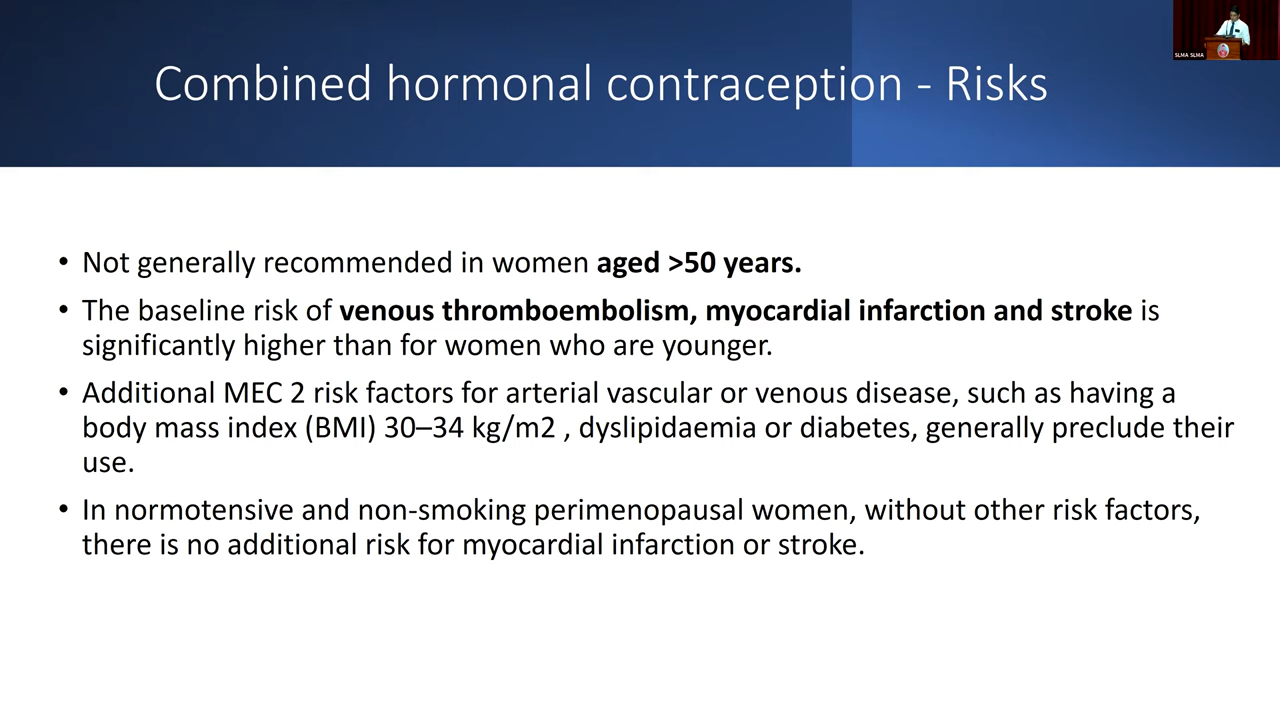 Combined hormonal contraception - Risks
SLMA SLMA
• Not generally recommended in women aged >50 years.
• The baseline risk of venous thromboembolism, myocardial infarction and stroke is
significantly higher than for women who are younger.
• Additional MEC 2 risk factors for arterial vascular or venous disease, such as having a
body mass index (BMI) 30–34 kg/m2 , dyslipidaemia or diabetes, generally preclude their
use.
• In normotensive and non-smoking perimenopausal women, without other risk factors,
there is no additional risk for myocardial infarction or stroke.